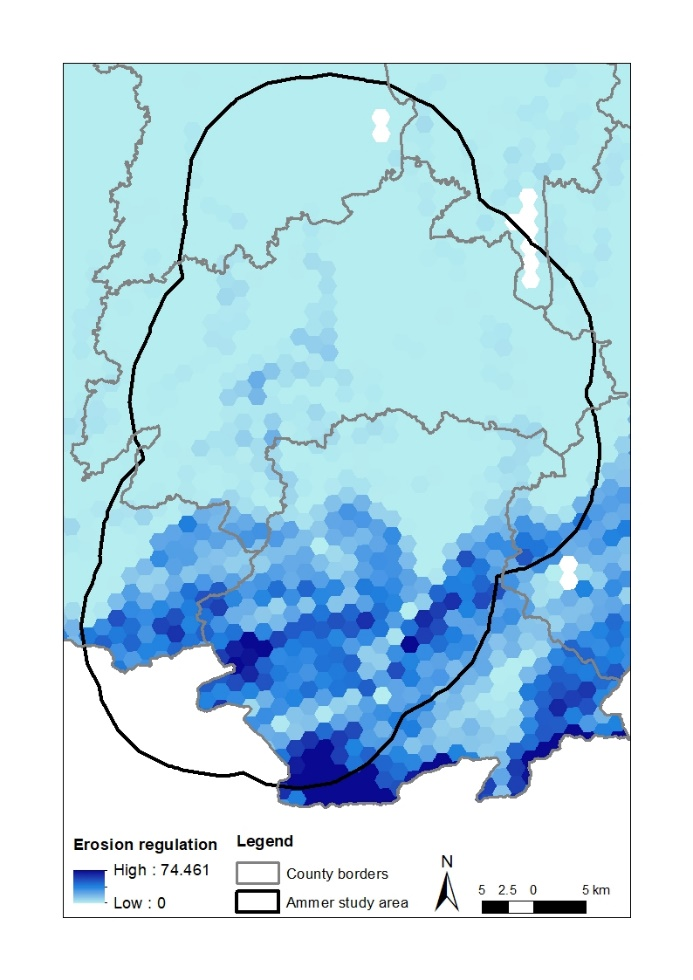 Erosion regulation
High : 74.461
Low : 0
Legend
County borders
Ammer study area
N
5 2.5 0 5 km